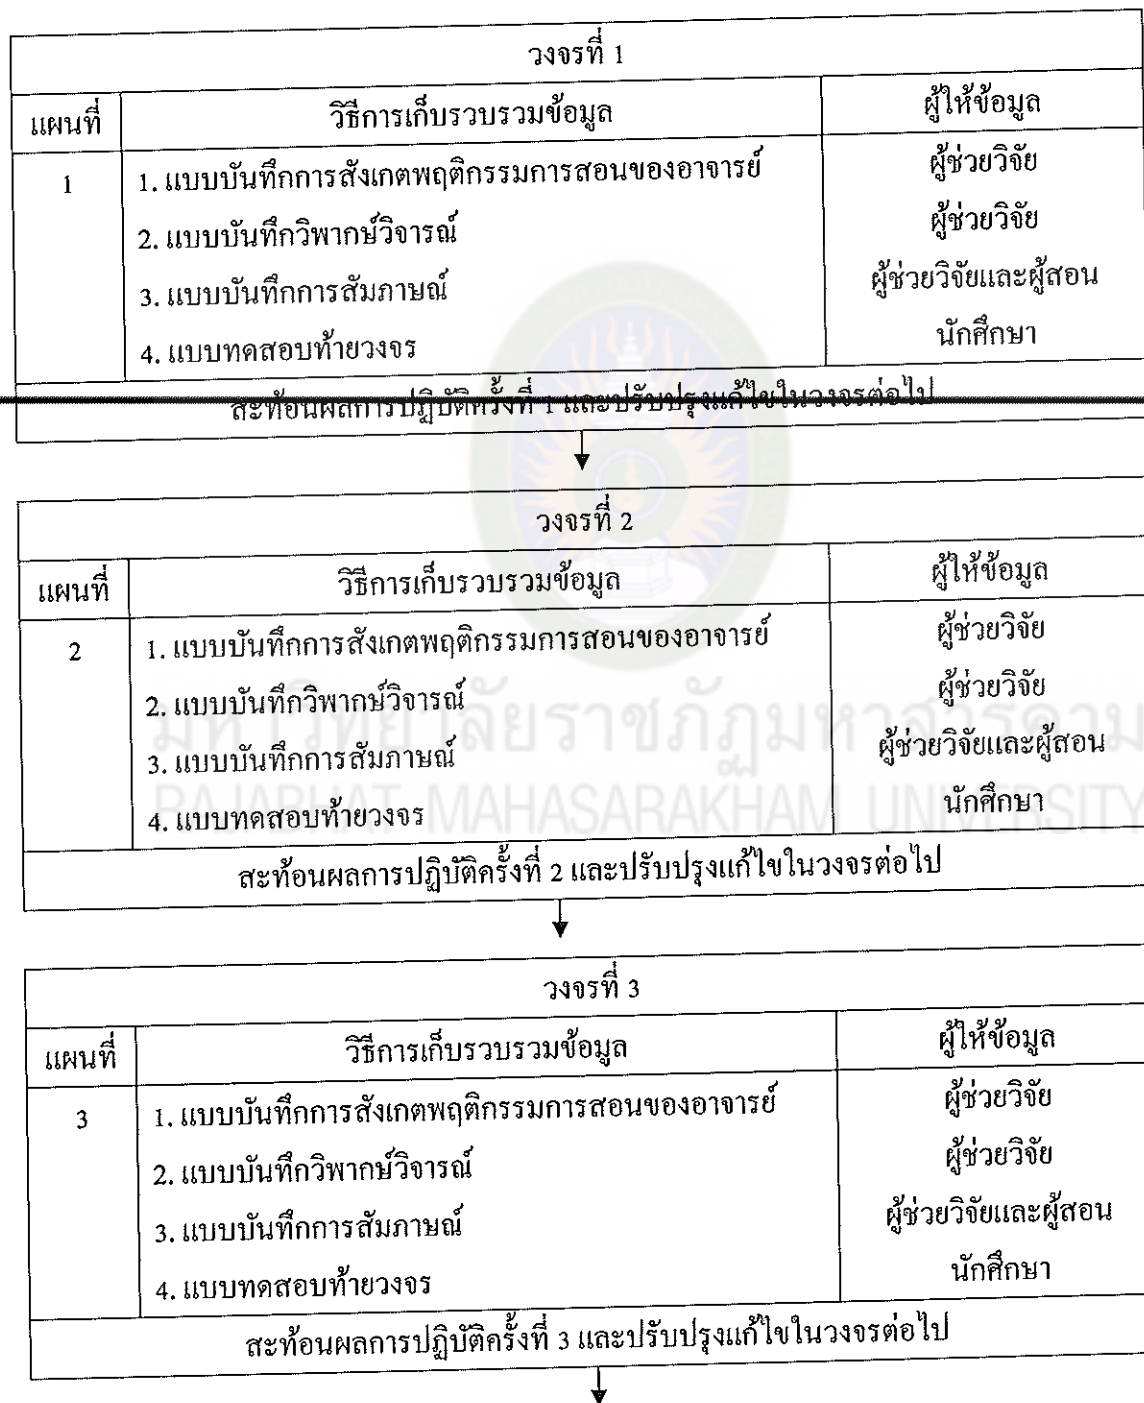 วงจรที่ 1
แผนที่ วิธีการเก็บรวบรวมข้อมูล ผู้ให้ข้อมูล
1 1. แบบบันทึกการสังเกตพฤติกรรมการสอนของอาจารย์ ผู้ช่วยวิจัย
2. แบบบันทึกวิพากษ์วิจารณ์ ผู้ช่วยวิจัย
3. แบบบันทึกการสัมภาษณ์ ผู้ช่วยวิจัยและผู้สอน
4. แบบทดสอบท้ายวงจร นักศึกษา
สะท้อนผลการปฏิบัติครั้งที่ 1 และปรับปรุงแก้ไขในวงจรต่อไป
วงจรที่ 2
แผนที่ วิธีการเก็บรวบรวมข้อมูล ผู้ให้ข้อมูล
2 1. แบบบันทึกการสังเกตพฤติกรรมการสอนของอาจารย์ ผู้ช่วยวิจัย
2. แบบบันทึกวิพากษ์วิจารณ์ ผู้ช่วยวิจัย
มหาวิทยาลัยราชภัฏมหาสารคาม
3. แบบบันทึกการสัมภาษณ์ ผู้ช่วยวิจัยและผู้สอน
RAJABHAT MAHASARAKHAM UNIVERSITY
4. แบบทดสอบท้ายวงจร นักศึกษา
สะท้อนผลการปฏิบัติครั้งที่ 2 และปรับปรุงแก้ไขในวงจรต่อไป
วงจรที่ 3
แผนที่ วิธีการเก็บรวบรวมข้อมูล ผู้ให้ข้อมูล
3 1. แบบบันทึกการสังเกตพฤติกรรมการสอนของอาจารย์ ผู้ช่วยวิจัย
2. แบบบันทึกวิพากษ์วิจารณ์ ผู้ช่วยวิจัย
3. แบบบันทึกการสัมภาษณ์ ผู้ช่วยวิจัยและผู้สอน
4. แบบทดสอบท้ายวงจร นักศึกษา
สะท้อนผลการปฏิบัติครั้งที่ 3 และปรับปรุงแก้ไขในวงจรต่อไป